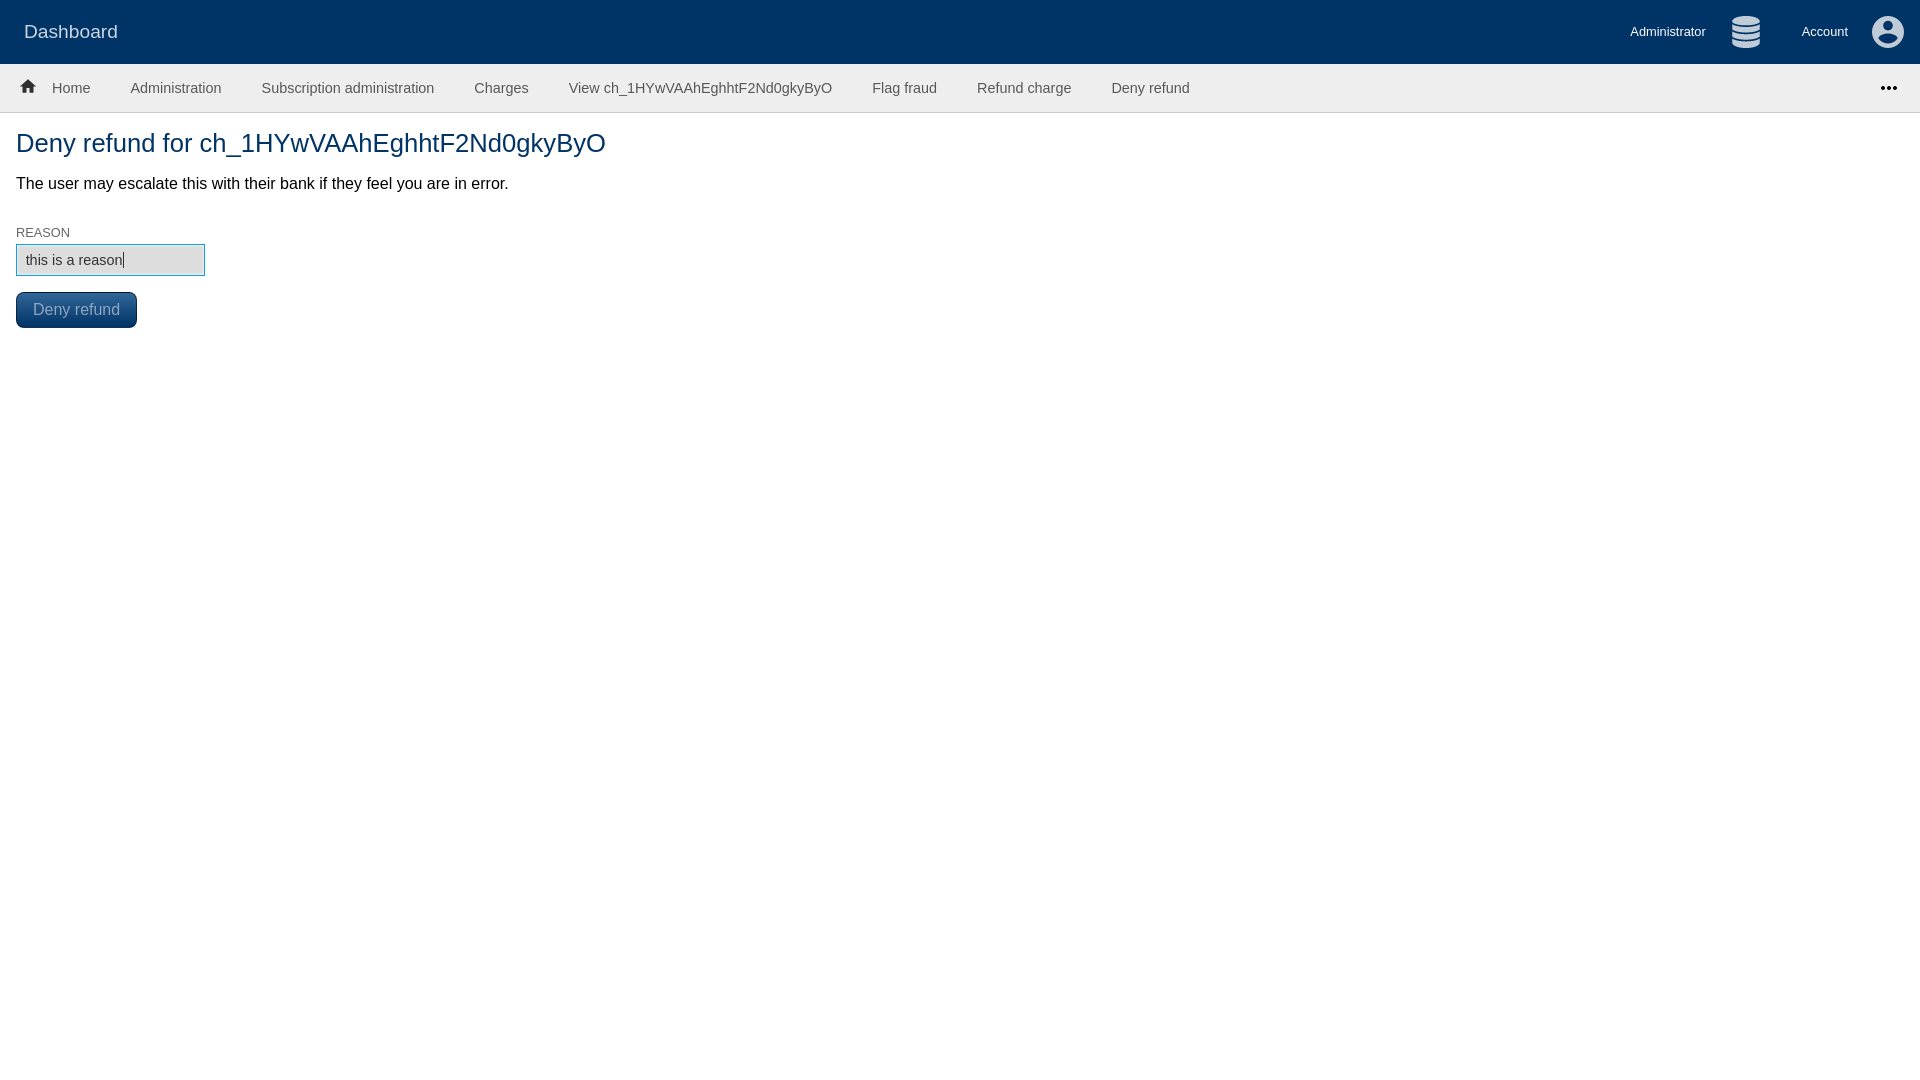 Dashboard
Administrator
Account
Home
Administration
Subscription administration
Charges
View ch_1HYwVAAhEghhtF2Nd0gkyByO
Flag fraud
Refund charge
Deny refund
Deny refund for ch_1HYwVAAhEghhtF2Nd0gkyByO
The user may escalate this with their bank if they feel you are in error.
REASON
this is a reason
Deny refund